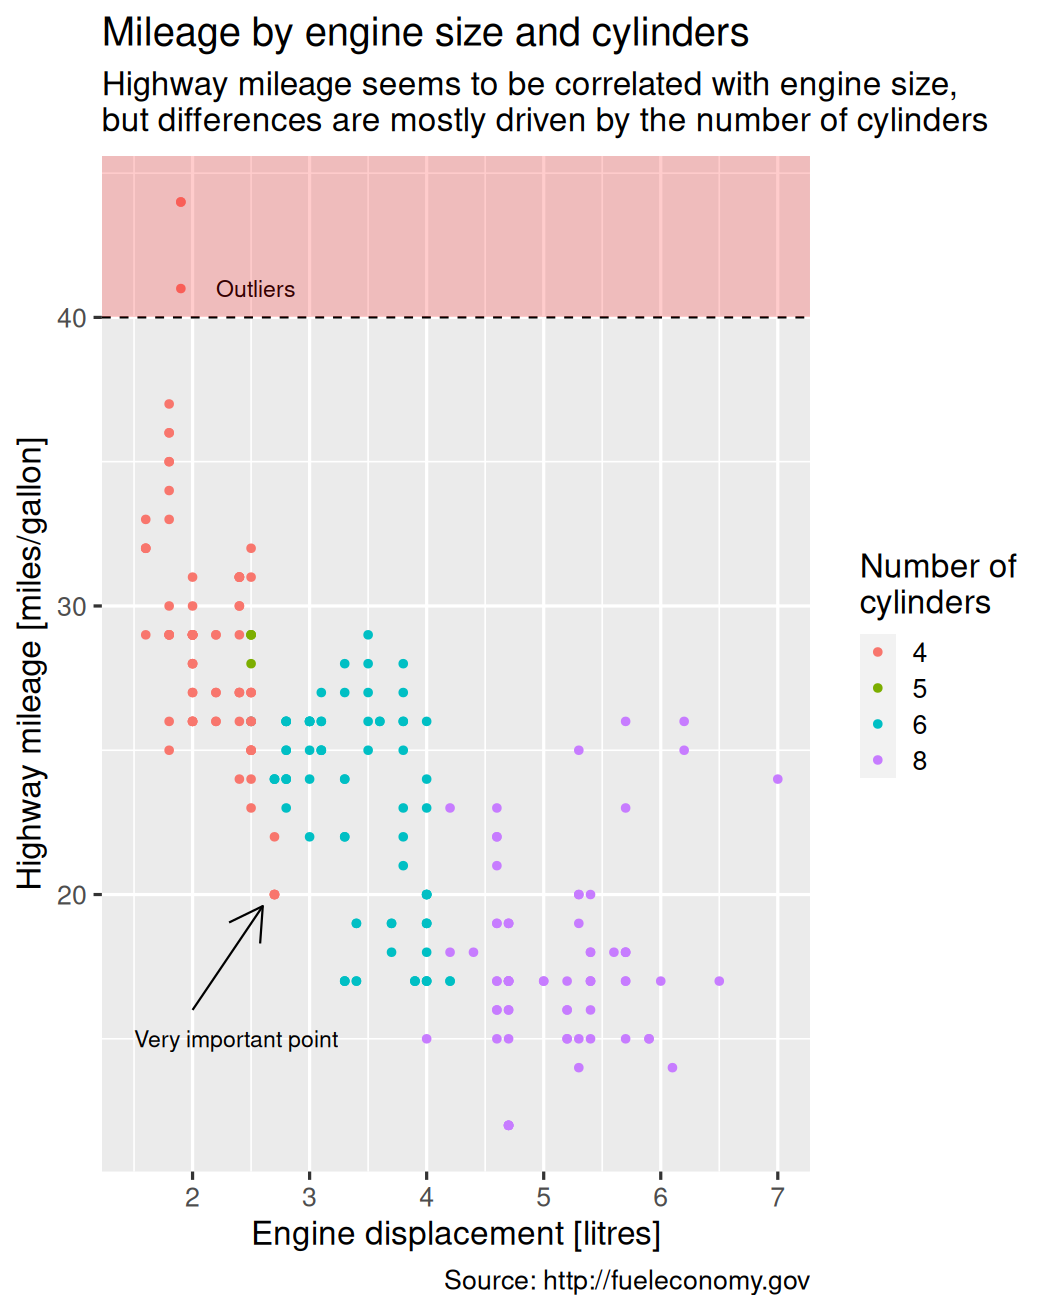 Mileage by engine size and cylinders
Highway mileage seems to be correlated with engine size,
but differences are mostly driven by the number of cylinders
Outliers
40
30
20
Highway mileage [miles/gallon]
Very important point
2 3 4 5 6 7
Engine displacement [litres]
Number of
cylinders
4
5
6
8
Source: http://fueleconomy.gov